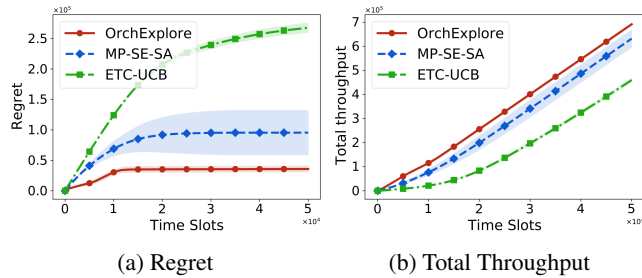 ×10⁵
OrchExplore
MP-SE-SA
ETC-UCB
Regret
2.5
2.0
1.5
1.0
0.5
0.0
0 1 2 3 4 5
Time Slots
×10⁴
(a) Regret
×10⁵
OrchExplore
MP-SE-SA
ETC-UCB
Total throughput
7
6
5
4
3
2
1
0
0 1 2 3 4 5
Time Slots
(b) Total Throughput